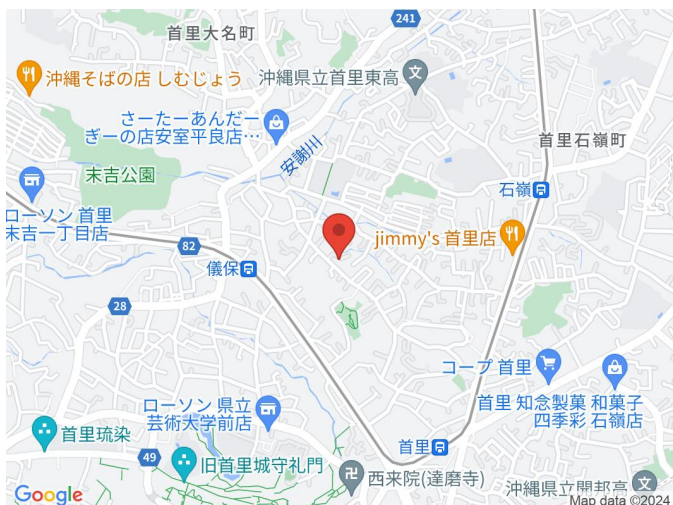 241
首里大名町
沖縄そばの店 しむじょう
沖縄県立首里東高
文
さーたーあんだー
ぎーの店安室平良店…
首里石嶺町
安謝川
末吉公園
石嶺
ローソン 首里
末吉一丁目店
jimmy's 首里店
82
儀保
28
コープ 首里
首里 知念製菓 和菓子
四季彩 石嶺店
ローソン 県立
芸術大学前店
首里琉染
首里
49
旧首里城守礼門
卍
西来院(達磨寺)
沖縄県立開邦高
文
Google
Map data ©2024